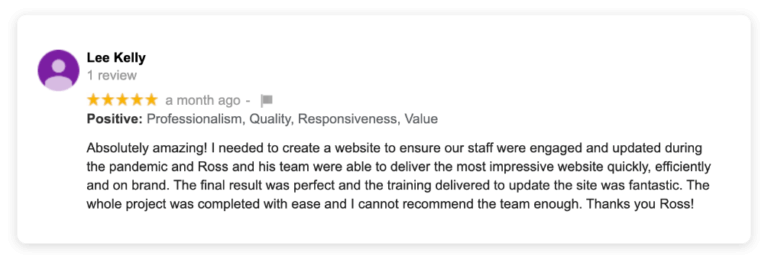 Lee Kelly
1 review
★★★★★ a month ago -
Positive: Professionalism, Quality, Responsiveness, Value
Absolutely amazing! I needed to create a website to ensure our staff were engaged and updated during
the pandemic and Ross and his team were able to deliver the most impressive website quickly, efficiently
and on brand. The final result was perfect and the training delivered to update the site was fantastic. The
whole project was completed with ease and I cannot recommend the team enough. Thanks you Ross!